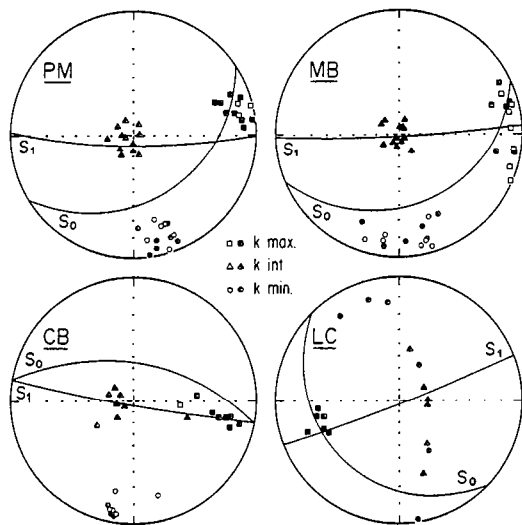 PM
S₁
S₀
MB
S₁
S₀
□ ■ k max.
△ ▲ k int
○ ● k min.
CB
S₀
S₁
LC
S₁
S₀